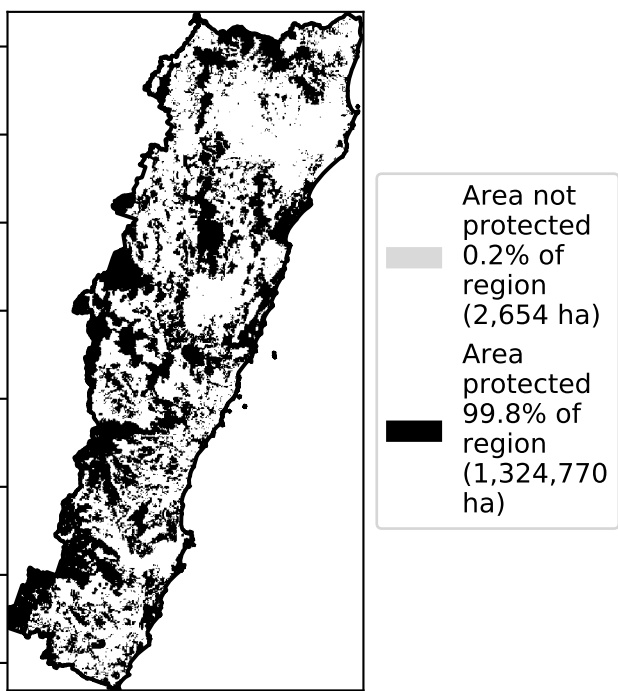 Area not
protected
0.2% of
region
(2,654 ha)
Area
protected
99.8% of
region
(1,324,770
ha)